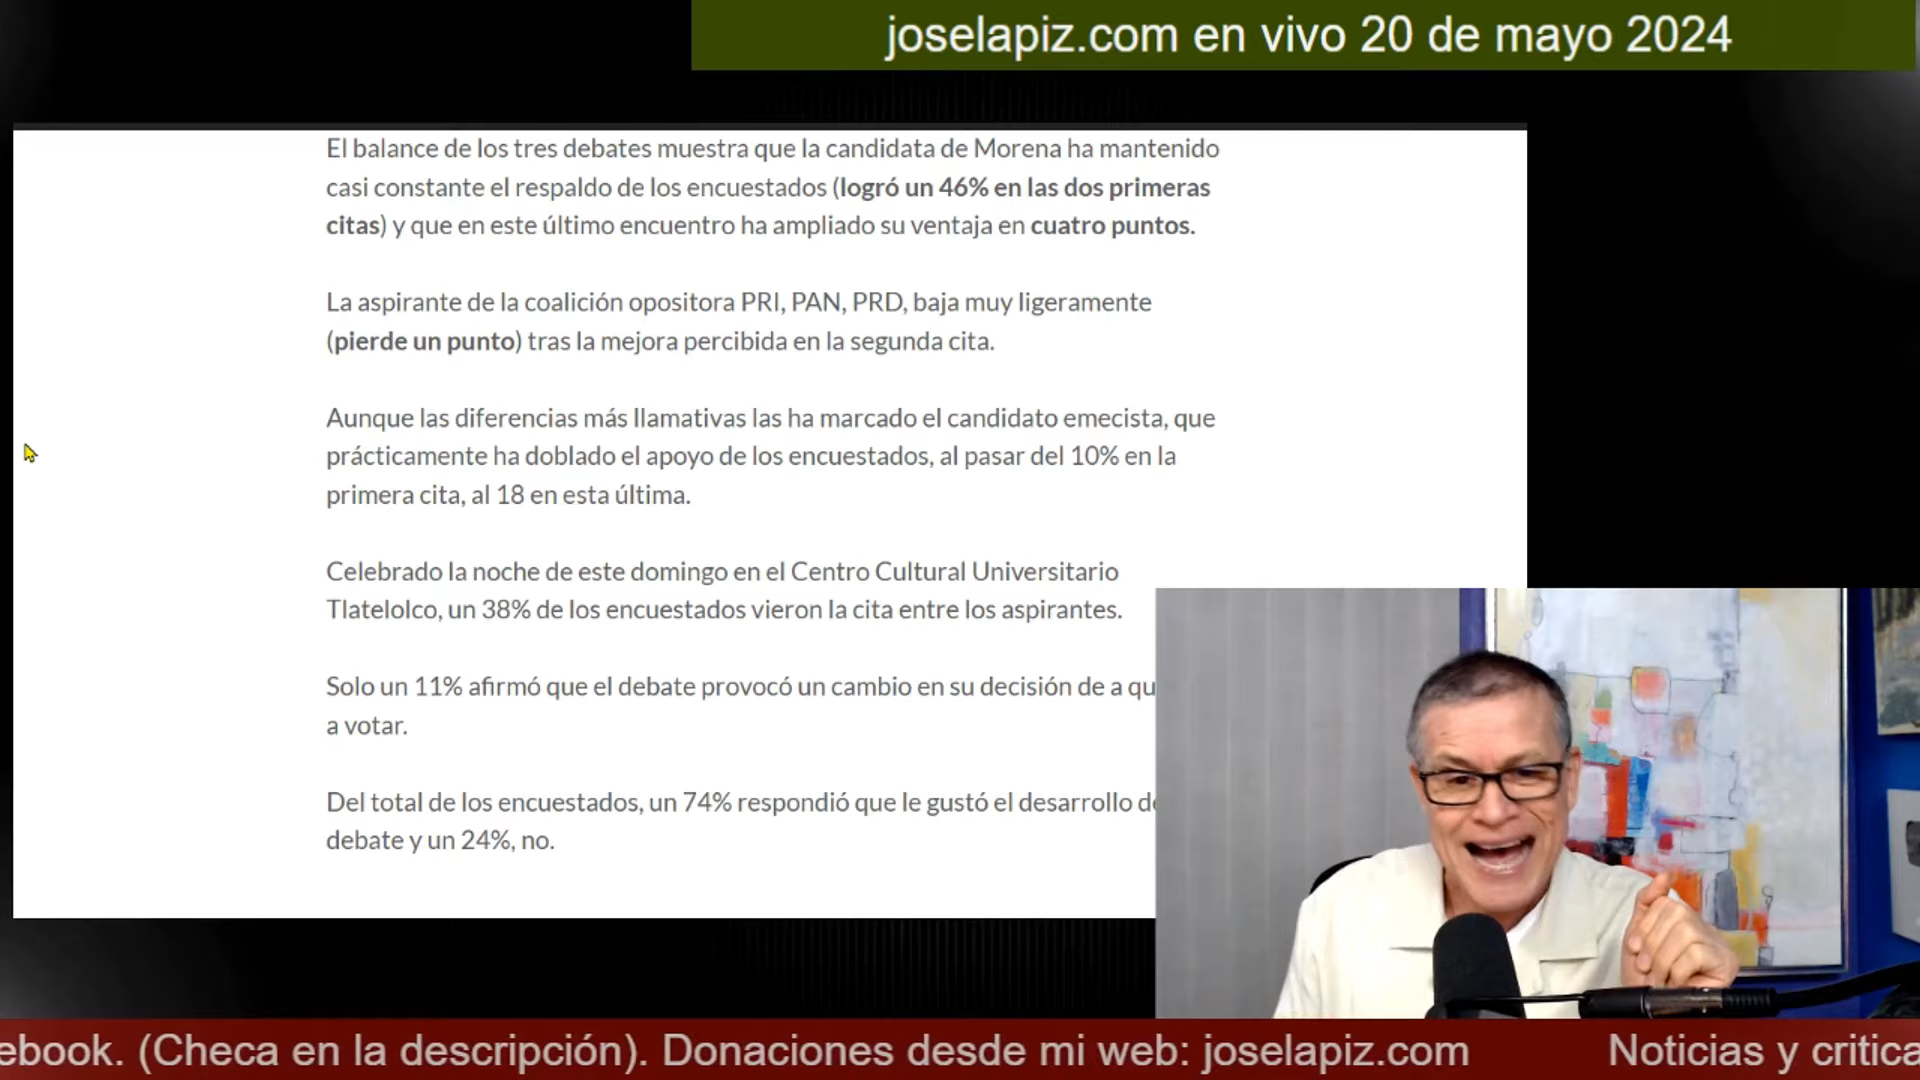 joselapiz.com en vivo 20 de mayo 2024
El balance de los tres debates muestra que la candidata de Morena ha mantenido
casi constante el respaldo de los encuestados (logró un 46% en las dos primeras
citas) y que en este último encuentro ha ampliado su ventaja en cuatro puntos.
La aspirante de la coalición opositora PRI, PAN, PRD, baja muy ligeramente
(pierde un punto) tras la mejora percibida en la segunda cita.
Aunque las diferencias más llamativas las ha marcado el candidato emecista, que
prácticamente ha doblado el apoyo de los encuestados, al pasar del 10% en la
primera cita, al 18 en esta última.
Celebrado la noche de este domingo en el Centro Cultural Universitario
Tlatelolco, un 38% de los encuestados vieron la cita entre los aspirantes.
Solo un 11% afirmó que el debate provocó un cambio en su decisión de a qu
a votar.
Del total de los encuestados, un 74% respondió que le gustó el desarrollo de
debate y un 24%, no.
ebook. (Checa en la descripción). Donaciones desde mi web: joselapiz.com Noticias y critica